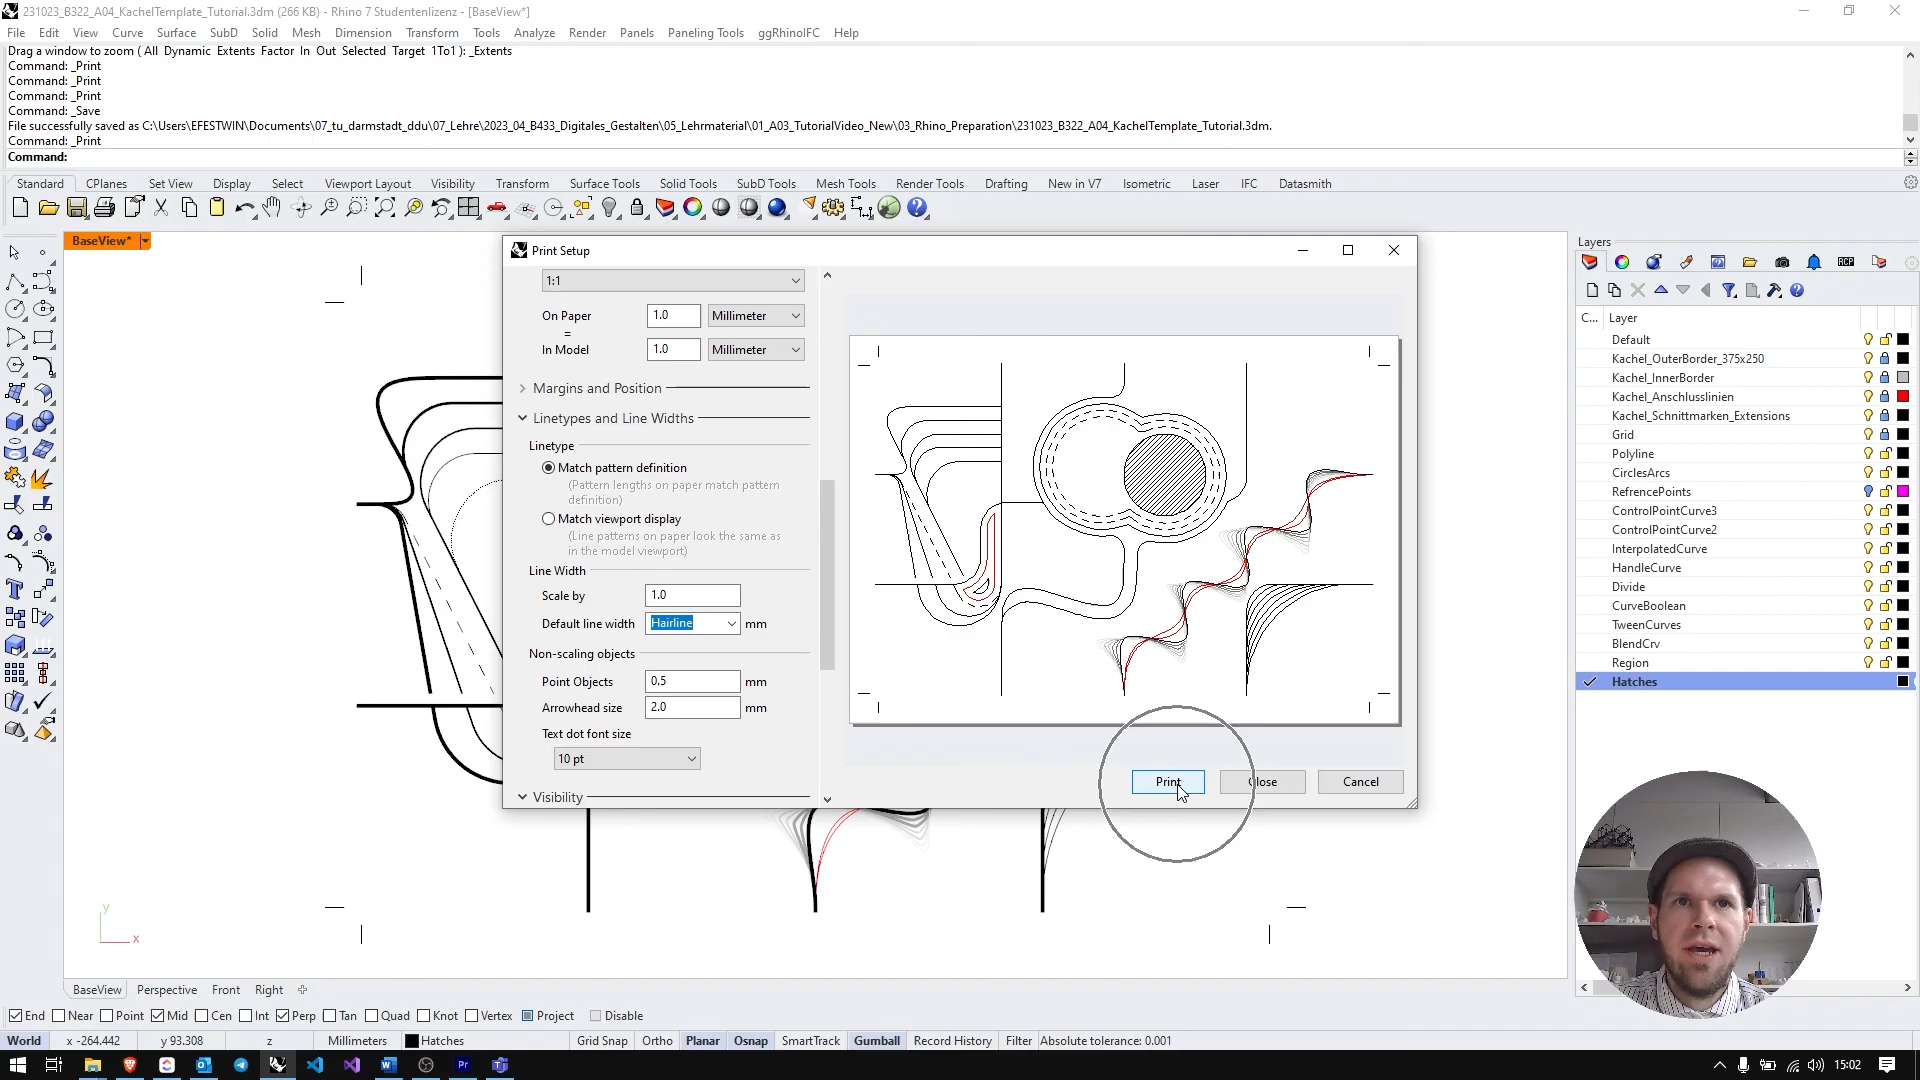 231023_B322_A04_KachelTemplate_Tutorial.3dm (266 KB) - Rhino 7 Studentenlizenz - [BaseView*]
File Edit View Curve Surface SubD Solid Mesh Dimension Transform Tools Analyze Render Panels Paneling Tools ggRhinoIFC Help
Drag a window to zoom ( All Dynamic Extents Factor In Out Selected Target 1To1 ): _Extents
Command: _Print
Command: _Print
Command: _Print
Command: _Save
File successfully saved as C:\Users\EFESTWIN\Documents\07_tu_darmstadt_ddu\07_Lehre\2023_04_B433_Digitales_Gestalten\05_Lehrmaterial\01_A03_TutorialVideo_New\03_Rhino_Preparation\231023_B322_A04_KachelTemplate_Tutorial.3dm.
Command: _Print
Command:
Standard CPlanes Set View Display Select Viewport Layout Visibility Transform Surface Tools Solid Tools SubD Tools Mesh Tools Render Tools Drafting New in V7 Isometric Laser IFC Datasmith
BaseView*
Print Setup
1:1
On Paper 1.0 Millimeter
=
In Model 1.0 Millimeter
Margins and Position
Linetypes and Line Widths
Linetype
Match pattern definition
(Pattern lengths on paper match pattern
definition)
Match viewport display
(Line patterns on paper look the same as
in the model viewport)
Line Width
Scale by 1.0
Default line width Hairline mm
Non-scaling objects
Point Objects 0.5 mm
Arrowhead size 2.0 mm
Text dot font size
10 pt
Visibility
Print Close Cancel
Layers
RCP
C... Layer
Default
Kachel_OuterBorder_375x250
Kachel_InnerBorder
Kachel_Anschlusslinien
Kachel_Schnittmarken_Extensions
Grid
Polyline
CirclesArcs
RefrencePoints
ControlPointCurve3
ControlPointCurve2
InterpolatedCurve
HandleCurve
Divide
CurveBoolean
TweenCurves
BlendCrv
Region
Hatches
y
x
BaseView Perspective Front Right
End Near Point Mid Cen Int Perp Tan Quad Knot Vertex Project Disable
World x -264.442 y 93.308 z Millimeters Hatches Grid Snap Ortho Planar Osnap SmartTrack Gumball Record History Filter Absolute tolerance: 0.001
15:02